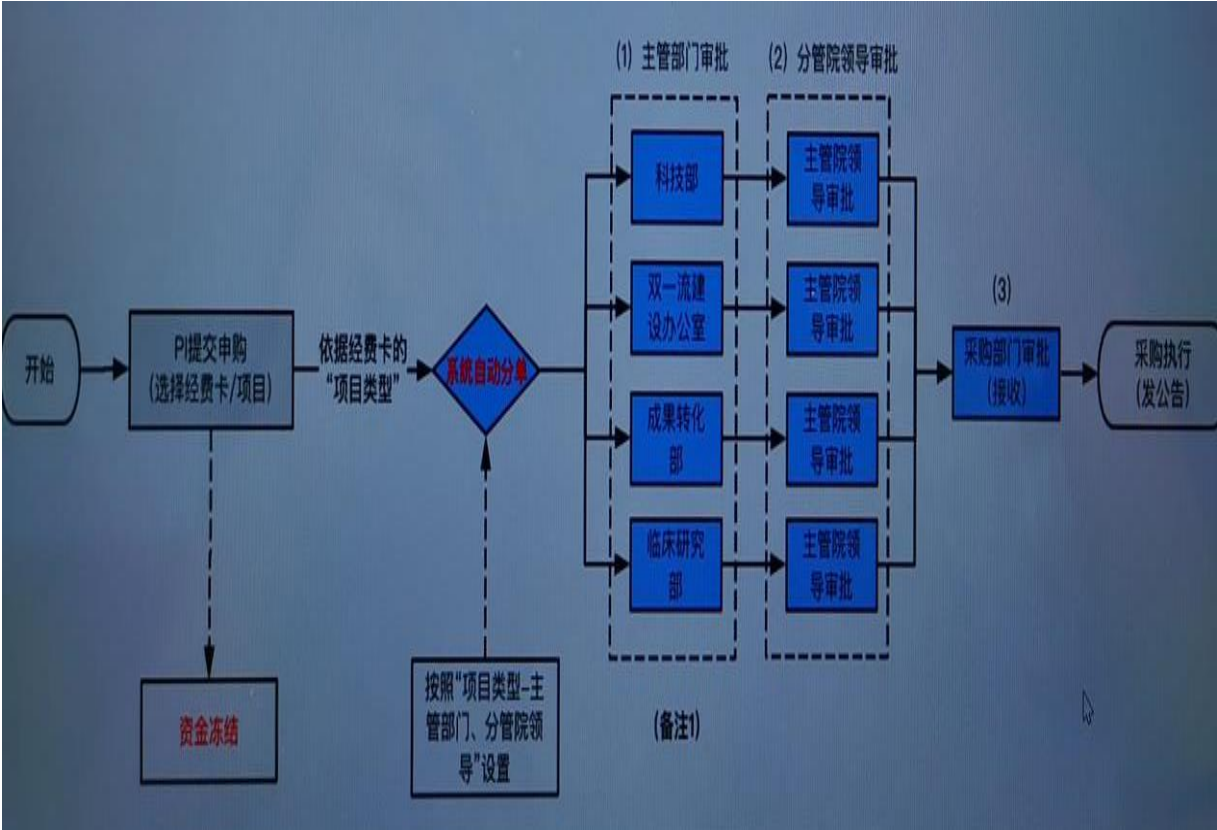 (1) 主管部门审批
(2) 分管院领导审批
科技部
主管院领
导审批
双一流建
设办公室
主管院领
导审批
(3)
开始
PI提交申购
(选择经费卡/项目)
依据经费卡的
“项目类型”
系统自动分单
采购部门审批
(接收)
采购执行
(发公告)
成果转化
部
主管院领
导审批
临床研究
部
主管院领
导审批
资金冻结
按照“项目类型-主
管部门、分管院领
导”设置
(备注1)